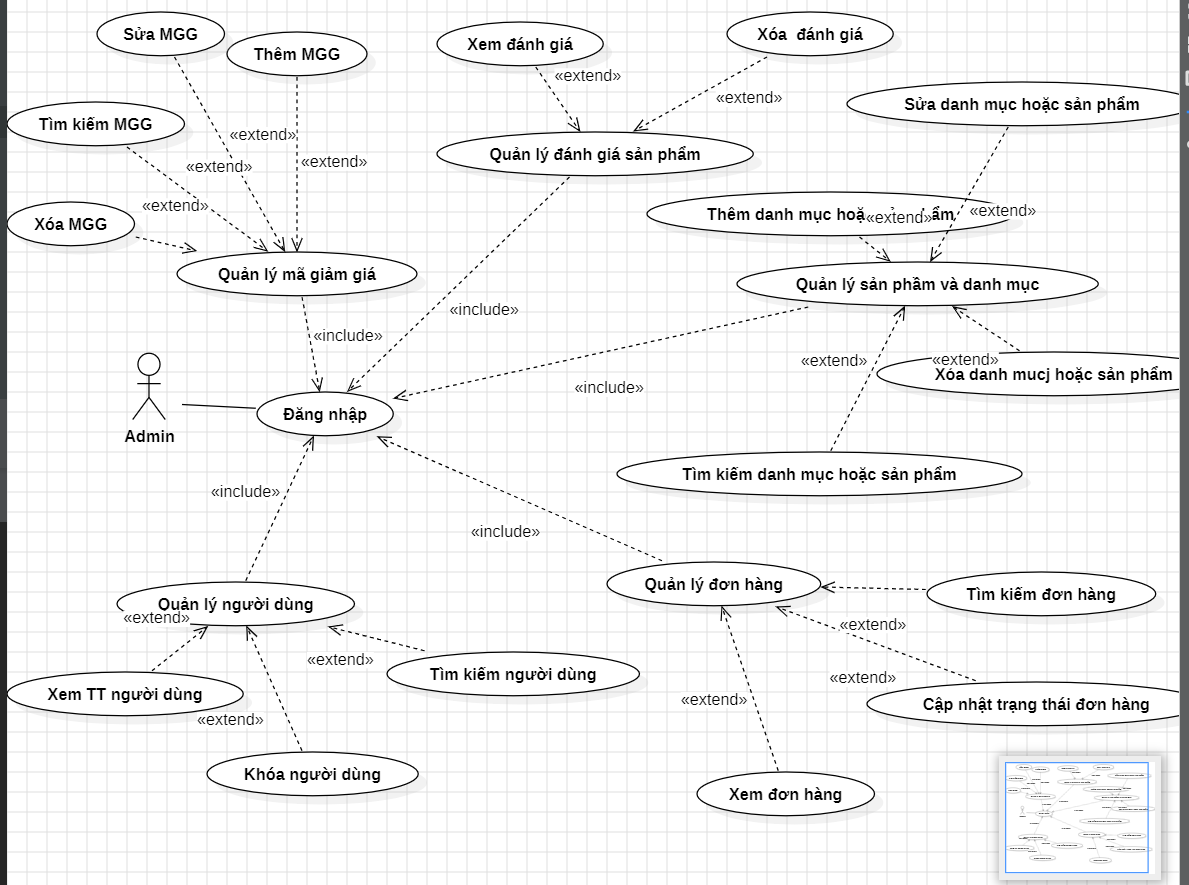 Sửa MGG
Thêm MGG
Xem đánh giá
Xóa đánh giá
«extend»
«extend»
Sửa danh mục hoặc sản phẩm
Tìm kiếm MGG
«extend»
«extend»
«extend»
Quản lý đánh giá sản phẩm
«extend»
Xóa MGG
Thêm danh mục hoặ
«extend»
ẩm
«extend»
Quản lý mã giảm giá
Quản lý sản phầm và danh mục
«include»
«include»
«extend»
«extend»
Xóa danh mucj hoặc sản phẩm
«include»
Đăng nhập
Admin
Tìm kiếm danh mục hoặc sản phẩm
«include»
«include»
Quản lý người dùng
«extend»
Quản lý đơn hàng
Tìm kiếm đơn hàng
«extend»
«extend»
Tìm kiếm người dùng
«extend»
Xem TT người dùng
«extend»
«extend»
Cập nhật trạng thái đơn hàng
Khóa người dùng
Xem đơn hàng